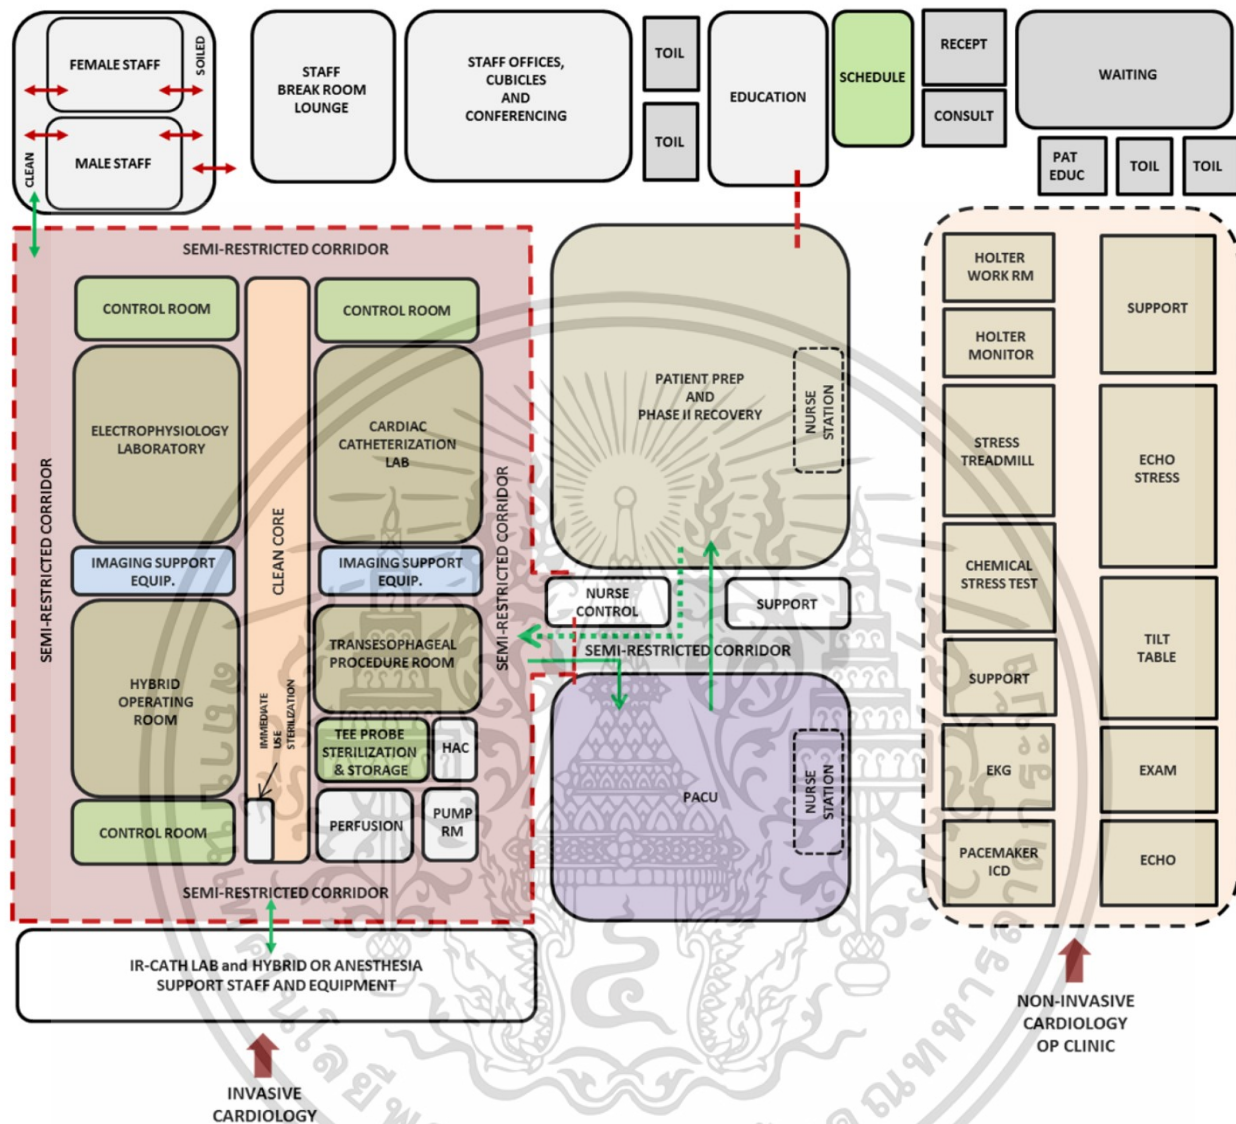 FEMALE STAFF
SOILED
MALE STAFF
CLEAN
STAFF
BREAK ROOM
LOUNGE
STAFF OFFICES,
CUBICLES
AND
CONFERENCING
TOIL
TOIL
EDUCATION
SCHEDULE
RECEPT
CONSULT
WAITING
PAT
EDUC
TOIL
TOIL
SEMI-RESTRICTED CORRIDOR
CONTROL ROOM
CONTROL ROOM
ELECTROPHYSIOLOGY
LABORATORY
CARDIAC
CATHETERIZATION
LAB
SEMI-RESTRICTED CORRIDOR
CLEAN CORE
SEMI-RESTRICTED CORRIDOR
IMAGING SUPPORT
EQUIP.
IMAGING SUPPORT
EQUIP.
HYBRID
OPERATING
ROOM
TRANSESOPHAGEAL
PROCEDURE ROOM
IMMEDIATE
USE
STERILIZATION
TEE PROBE
STERILIZATION
& STORAGE
HAC
CONTROL ROOM
PERFUSION
PUMP
RM
SEMI-RESTRICTED CORRIDOR
IR-CATH LAB and HYBRID OR ANESTHESIA
SUPPORT STAFF AND EQUIPMENT
INVASIVE
CARDIOLOGY
PATIENT PREP
AND
PHASE II RECOVERY
NURSE
STATION
NURSE
CONTROL
SUPPORT
SEMI-RESTRICTED CORRIDOR
PACU
NURSE
STATION
HOLTER
WORK RM
HOLTER
MONITOR
STRESS
TREADMILL
CHEMICAL
STRESS TEST
SUPPORT
EKG
PACEMAKER
ICD
SUPPORT
ECHO
STRESS
TILT
TABLE
EXAM
ECHO
NON-INVASIVE
CARDIOLOGY
OP CLINIC